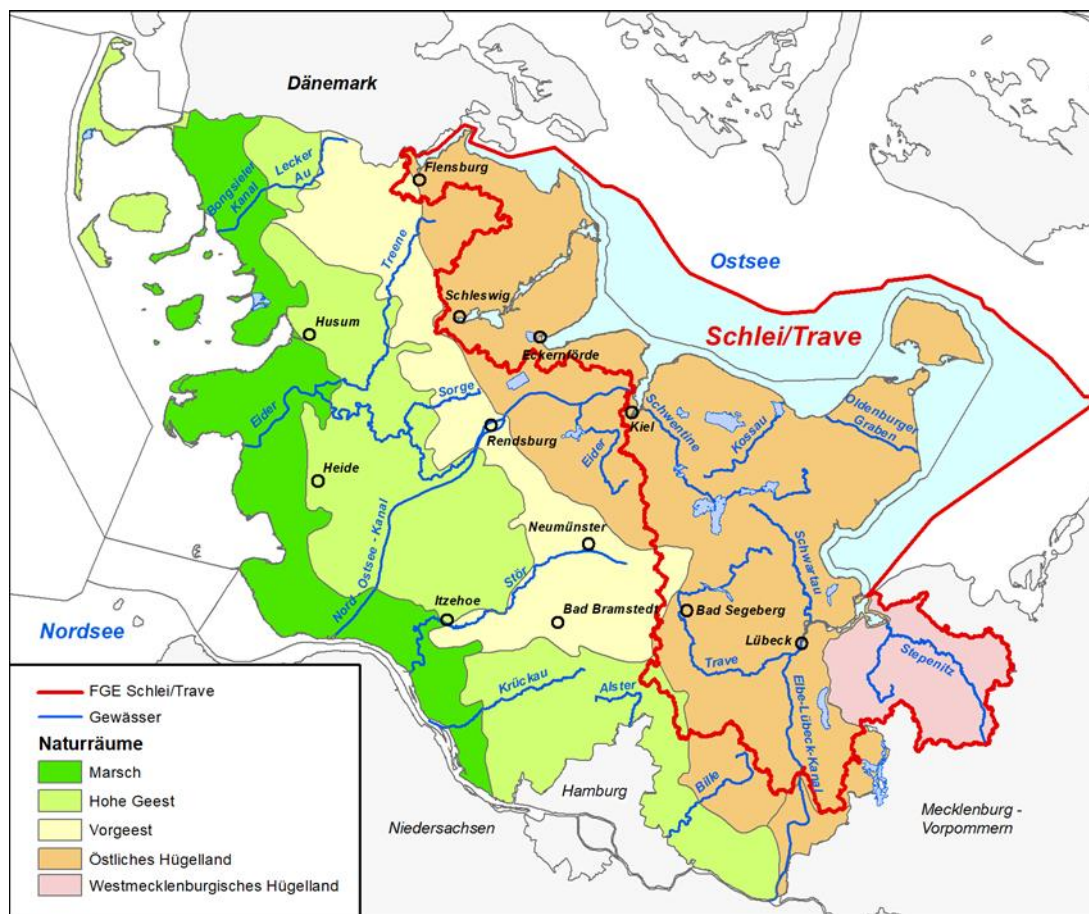 Dänemark
Lecker
Au
Bongsieler
Kanal
Flensburg
Treene
Ostsee
Schleswig
Schlei/Trave
Husum
Eckernförde
Sorge
Eider
Rendsburg
Kiel
Schwentine
Kossau
Oldenburger
Graben
Eider
Heide
Neumünster
Nord - Ostsee - Kanal
Stör
Schwartau
Itzehoe
Bad Bramstedt
Bad Segeberg
Nordsee
Lübeck
Trave
Stepenitz
Krückau
Alster
Elbe-Lübeck-Kanal
Bille
Hamburg
Niedersachsen
Mecklenburg -
Vorpommern
FGE Schlei/Trave
Gewässer
Naturräume
Marsch
Hohe Geest
Vorgeest
Östliches Hügelland
Westmecklenburgisches Hügelland